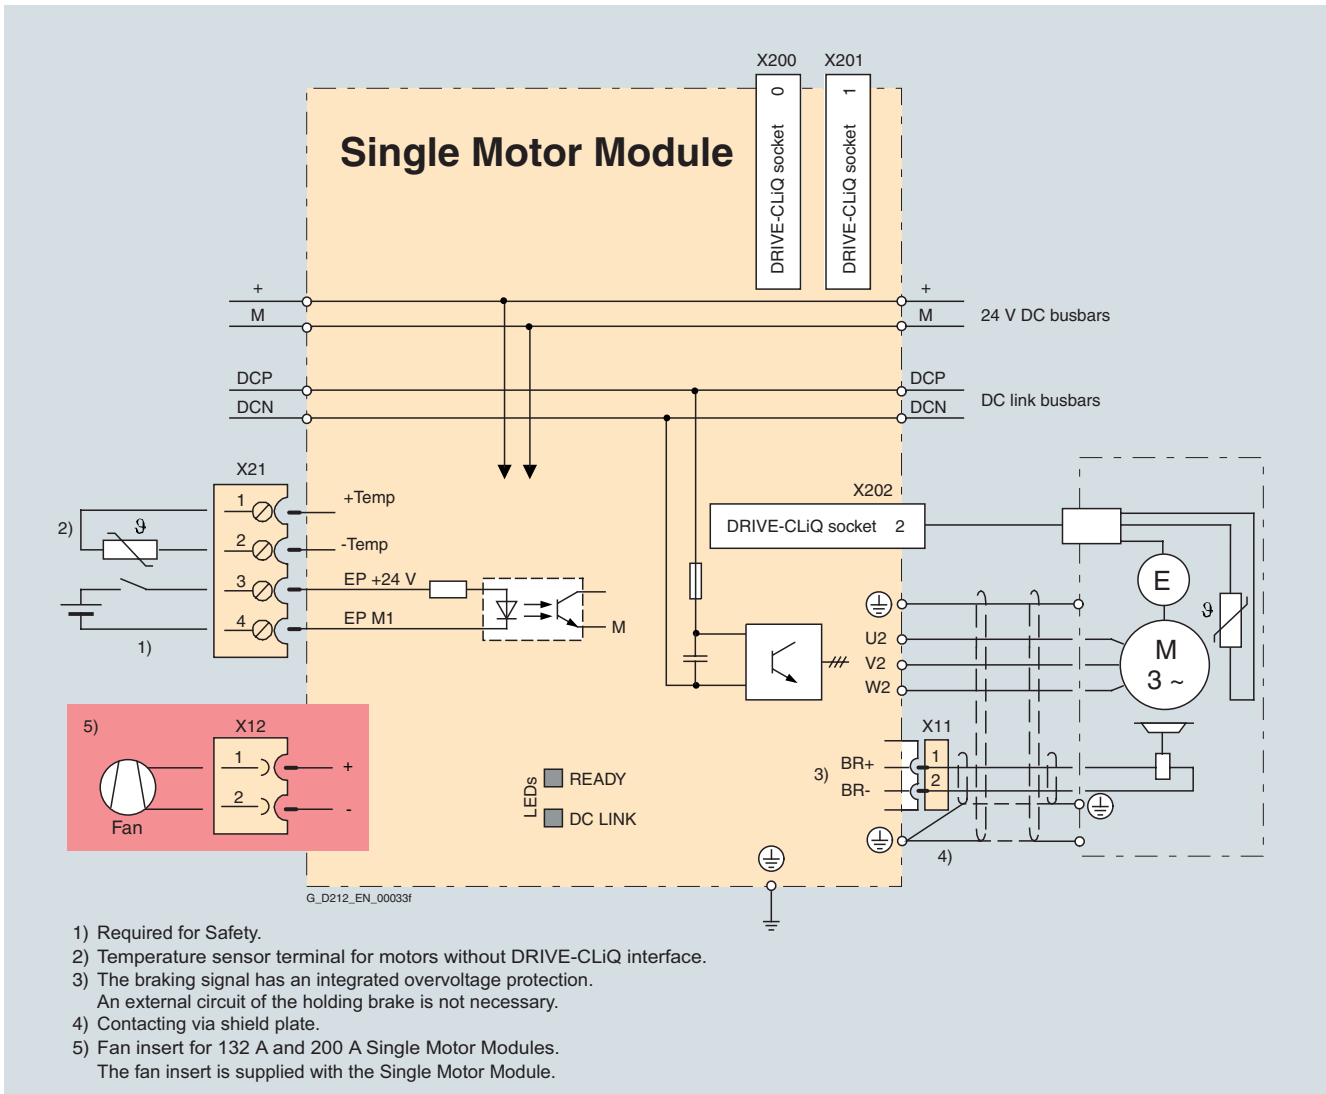 X200 X201
Single Motor Module
DRIVE-CLiQ socket 0
DRIVE-CLiQ socket 1
+ +
M M 24 V DC busbars
DCP DCP
DCN DCN DC link busbars
X21
1 +Temp
2) ϑ
2 -Temp
3 EP +24 V
4 EP M1
M
1)
X202
DRIVE-CLiQ socket 2
E
ϑ
M
3 ~
U2
V2
W2
5) X12
1 +
2 -
Fan
LEDs
READY
DC LINK
X11
3) BR+ 1
BR- 2
4)
G_D212_EN_00033f
1) Required for Safety.
2) Temperature sensor terminal for motors without DRIVE-CLiQ interface.
3) The braking signal has an integrated overvoltage protection.
An external circuit of the holding brake is not necessary.
4) Contacting via shield plate.
5) Fan insert for 132 A and 200 A Single Motor Modules.
The fan insert is supplied with the Single Motor Module.